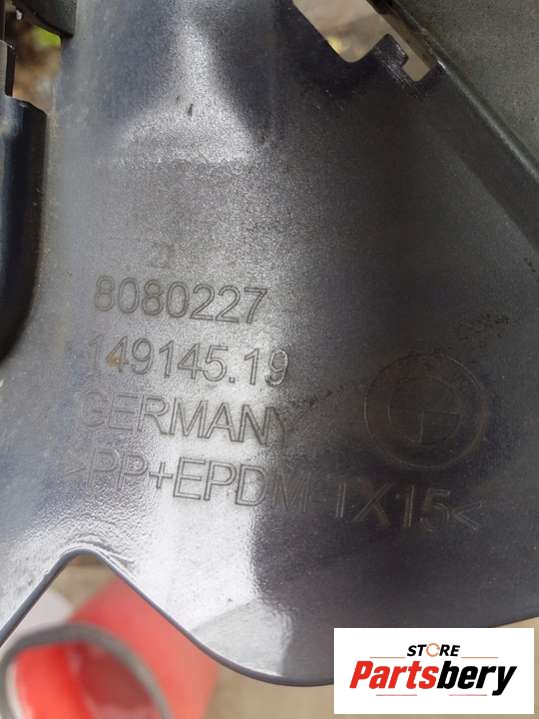 8080227
149145.19
GERMANY
>PP+EPDM-TX15<
STORE
Partsbery